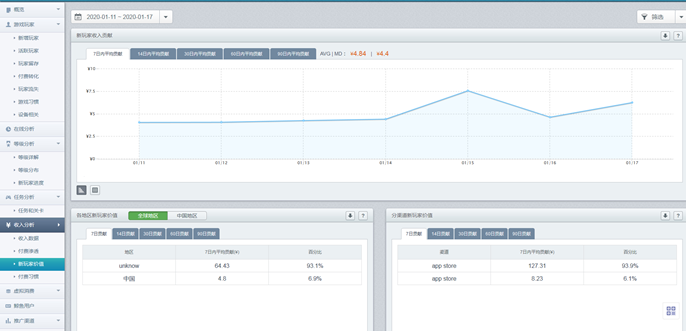 概览
2020-01-11 ~ 2020-01-17
筛选
游戏玩家
新增玩家
活跃玩家
玩家留存
付费转化
玩家流失
游戏习惯
设备相关
在线分析
等级分析
等级详解
等级分布
新玩家进度
任务分析
任务和关卡
收入分析
收入数据
付费渗透
新玩家价值
付费习惯
虚拟消费
鲸鱼用户
推广渠道
新玩家收入贡献
7日内平均贡献 14日内平均贡献 30日内平均贡献 60日内平均贡献 90日内平均贡献 AVG | MD： ¥4.84 | ¥4.4
¥10
¥7.5
¥5
¥2.5
¥0
01/11 01/12 01/13 01/14 01/15 01/16 01/17
各地区新玩家价值 全球地区 中国地区
7日贡献 14日贡献 30日贡献 60日贡献 90日贡献
地区 7日内平均贡献(¥) 百分比
unknow 64.43 93.1%
中国 4.8 6.9%
分渠道新玩家价值
7日贡献 14日贡献 30日贡献 60日贡献 90日贡献
渠道 7日内平均贡献(¥) 百分比
app store 127.31 93.9%
app store 8.23 6.1%